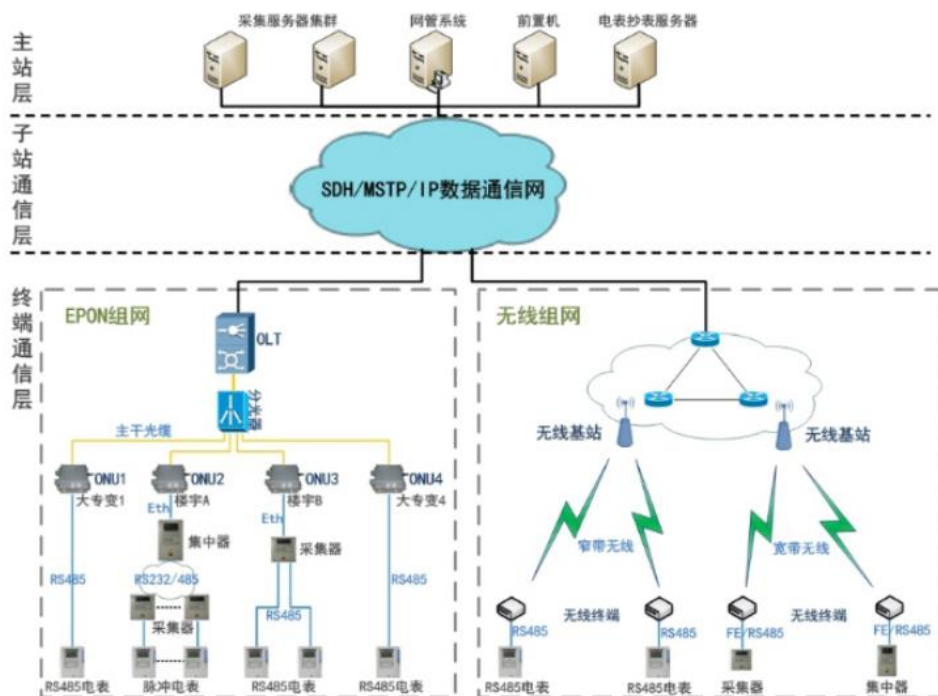 主站层
采集服务器集群
网管系统
前置机
电表抄表服务器
子站通信层
SDH/MSTP/IP数据通信网
终端通信层
EPON组网
OLT
分光器
主干光缆
ONU1
大专变1
ONU2
楼宇A
ONU3
楼宇B
ONU4
大专变4
Eth
集中器
Eth
采集器
RS485
RS232/485
采集器
RS485
RS485
RS485电表
脉冲电表
RS485电表
RS485电表
无线组网
无线基站
无线基站
窄带无线
宽带无线
无线终端
无线终端
RS485
RS485
FE/RS485
FE/RS485
RS485电表
RS485电表
采集器
集中器